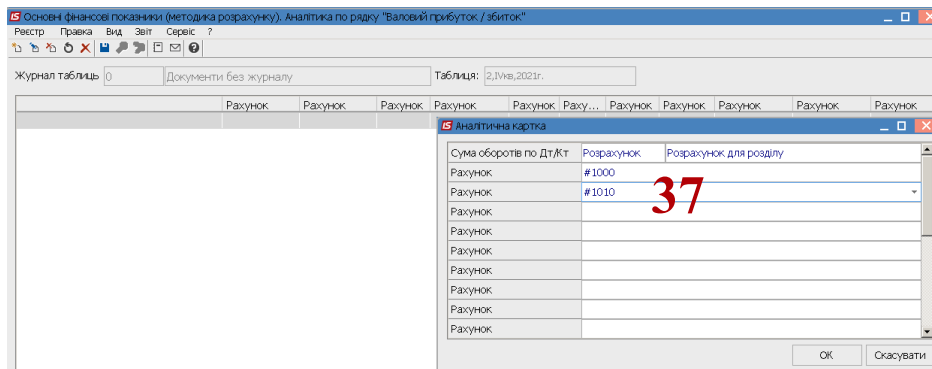 Основні фінансові показники (методика розрахунку). Аналітика по рядку "Валовий прибуток / збиток"
Реєстр Правка Вид Звіт Сервіс ?
Журнал таблиць 0 Документи без журналу Таблиця: 2,IVкв,2021г.
Рахунок Рахунок Рахунок Рахунок Рахунок Раху... Рахунок Рахунок Рахунок Рахунок Рахунок
Аналітична картка
Сума оборотів по Дт/Кт Розрахунок Розрахунок для розділу
Рахунок #1000
Рахунок #1010
37
Рахунок
Рахунок
Рахунок
Рахунок
Рахунок
Рахунок
Рахунок
ОК Скасувати